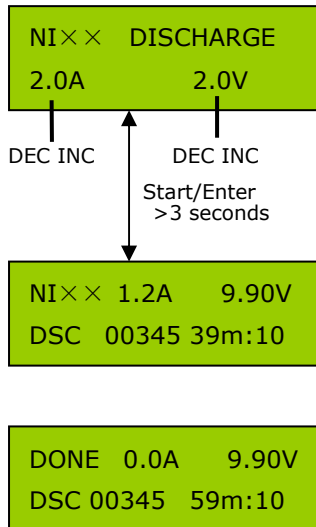 NI×× DISCHARGE
2.0A 2.0V
DEC INC DEC INC
Start/Enter
>3 seconds
NI×× 1.2A 9.90V
DSC 00345 39m:10
DONE 0.0A 9.90V
DSC 00345 59m:10